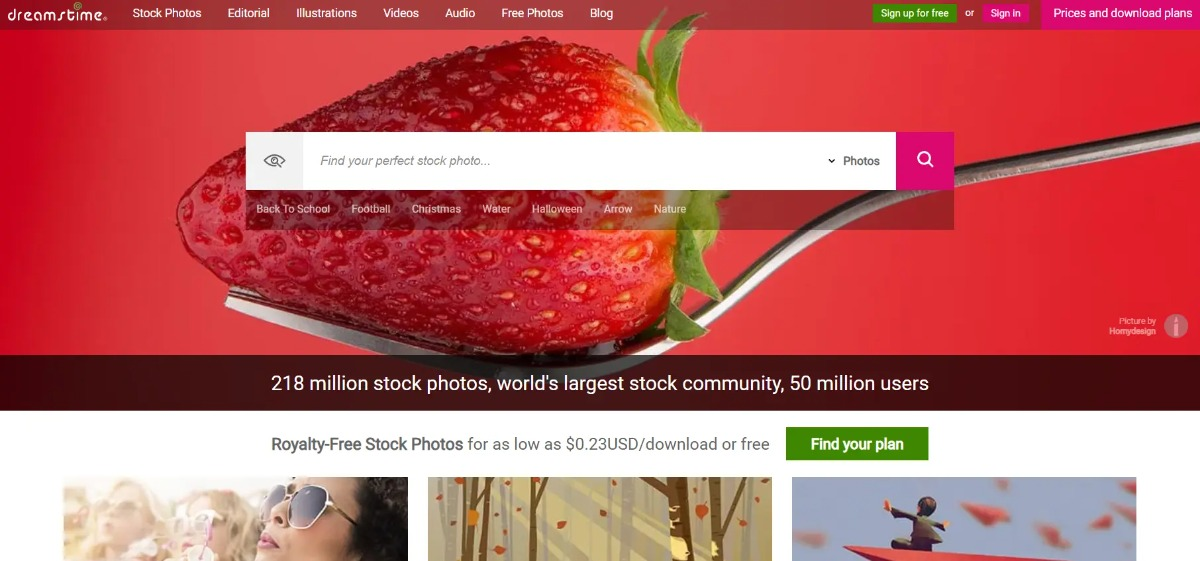 dreamstime®
Stock Photos Editorial Illustrations Videos Audio Free Photos Blog Sign up for free or Sign in Prices and download plans
Find your perfect stock photo... Photos
Back To School Football Christmas Water Halloween Arrow Nature
Picture by
Hornydesign
218 million stock photos, world's largest stock community, 50 million users
Royalty-Free Stock Photos for as low as $0.23USD/download or free Find your plan